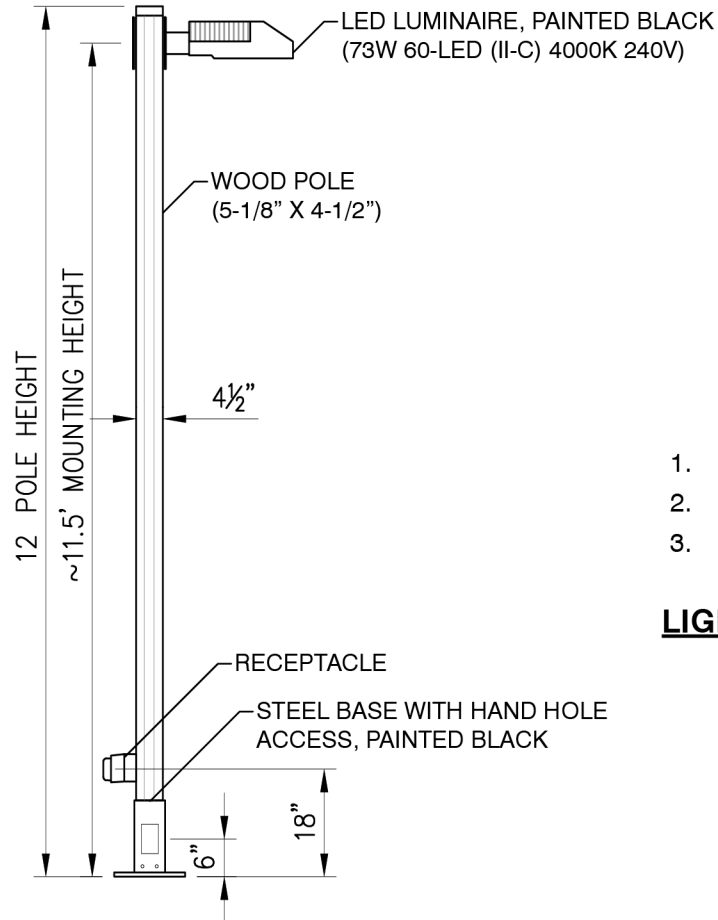 LED LUMINAIRE, PAINTED BLACK
(73W 60-LED (II-C) 4000K 240V)
WOOD POLE
(5-1/8” X 4-1/2”)
12 POLE HEIGHT
~11.5’ MOUNTING HEIGHT
4½”
1.
2.
3.
LIG
RECEPTACLE
STEEL BASE WITH HAND HOLE
ACCESS, PAINTED BLACK
18”
6”